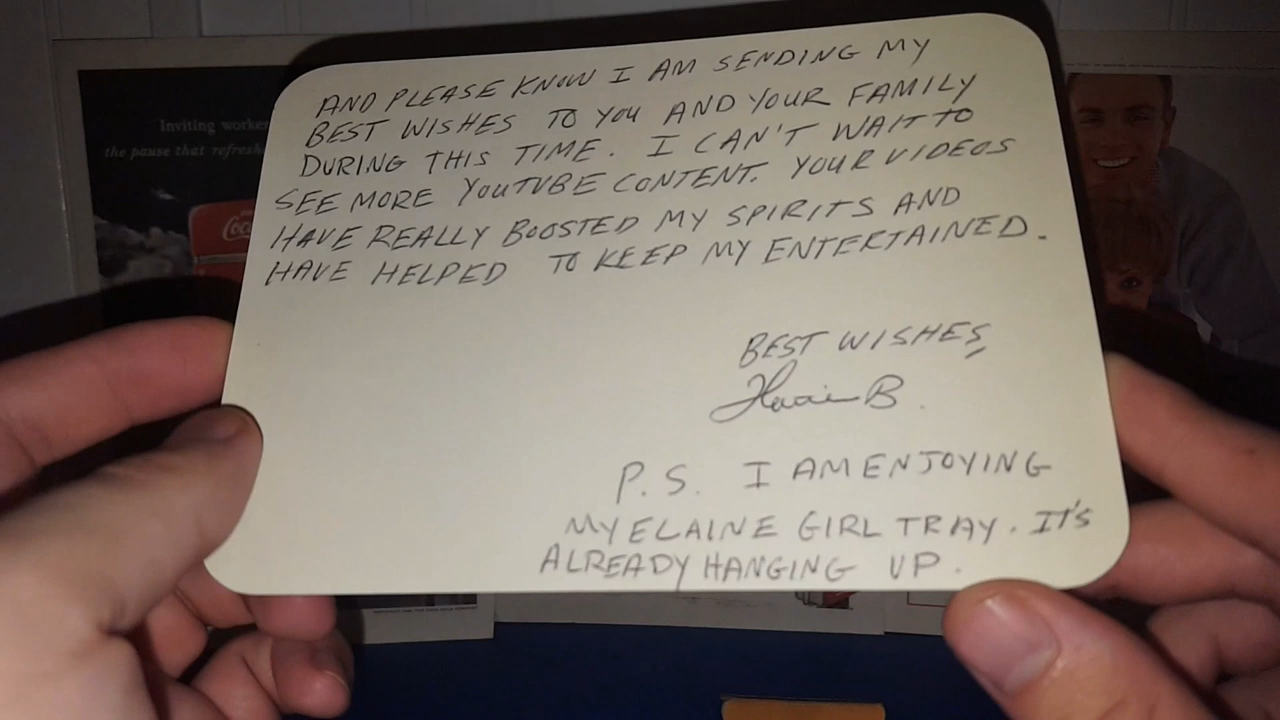 AND PLEASE KNOW I AM SENDING MY
BEST WISHES TO YOU AND YOUR FAMILY
DURING THIS TIME. I CAN'T WAIT TO
SEE MORE YOUTUBE CONTENT. YOUR VIDEOS
HAVE REALLY BOOSTED MY SPIRITS AND
HAVE HELPED TO KEEP MY ENTERTAINED.
BEST WISHES,
B.
P.S. I AM ENJOYING
MY ELAINE GIRL TRAY. IT'S
ALREADY HANGING UP.
Inviting worker
the pause that refresh
Coc